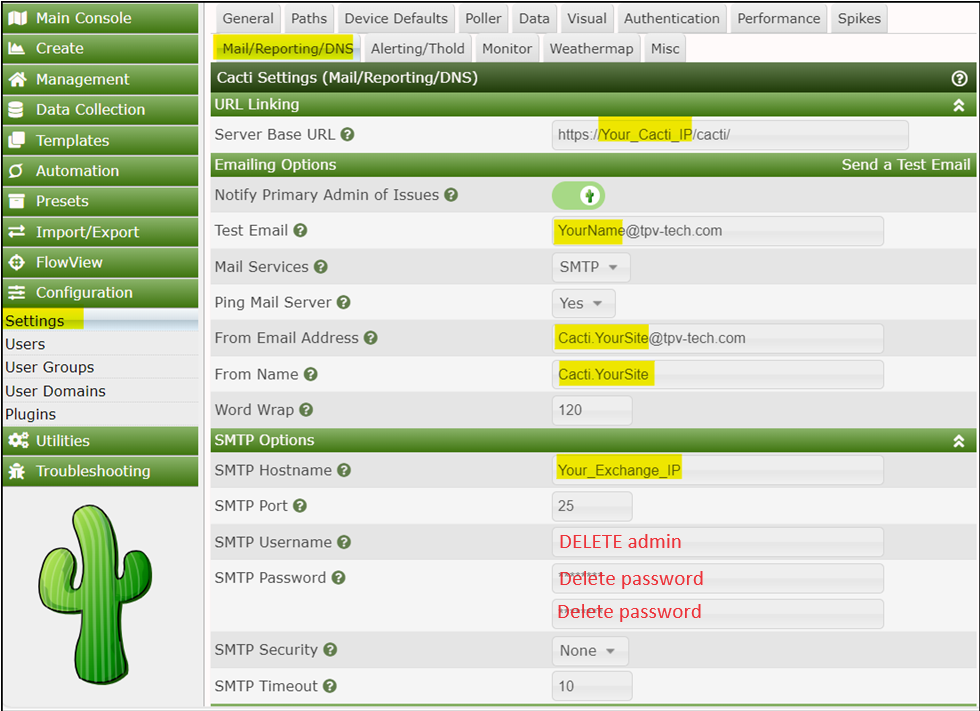 Main Console
Create
Management
Data Collection
Templates
Automation
Presets
Import/Export
FlowView
Configuration
Settings
Users
User Groups
User Domains
Plugins
Utilities
Troubleshooting
General Paths Device Defaults Poller Data Visual Authentication Performance Spikes
Mail/Reporting/DNS Alerting/Thold Monitor Weathermap Misc
Cacti Settings (Mail/Reporting/DNS)
URL Linking
Server Base URL https://Your_Cacti_IP/cacti/
Emailing Options Send a Test Email
Notify Primary Admin of Issues
Test Email YourName@tpv-tech.com
Mail Services SMTP
Ping Mail Server Yes
From Email Address Cacti.YourSite@tpv-tech.com
From Name Cacti.YourSite
Word Wrap 120
SMTP Options
SMTP Hostname Your_Exchange_IP
SMTP Port 25
SMTP Username DELETE admin
SMTP Password Delete password
Delete password
SMTP Security None
SMTP Timeout 10